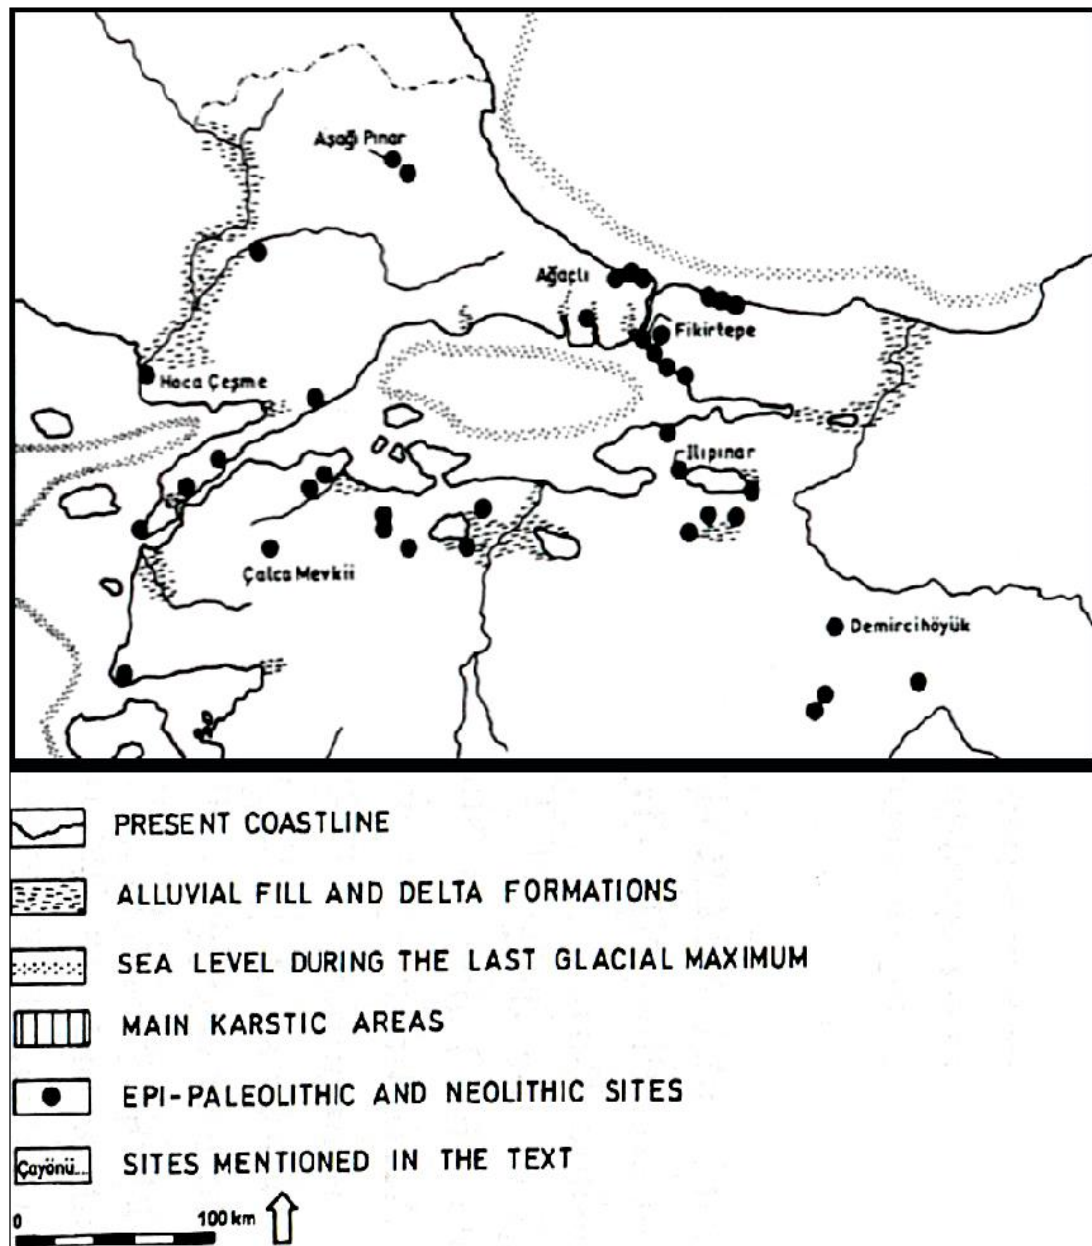 Aşağı Pınar
Ağaçlı
Fikirtepe
Hoca Çeşme
Ilıpınar
Çalca Mevkii
Demircihöyük
PRESENT COASTLINE
ALLUVIAL FILL AND DELTA FORMATIONS
SEA LEVEL DURING THE LAST GLACIAL MAXIMUM
MAIN KARSTIC AREAS
EPI-PALEOLITHIC AND NEOLITHIC SITES
Çayönü...
SITES MENTIONED IN THE TEXT
0 100 km